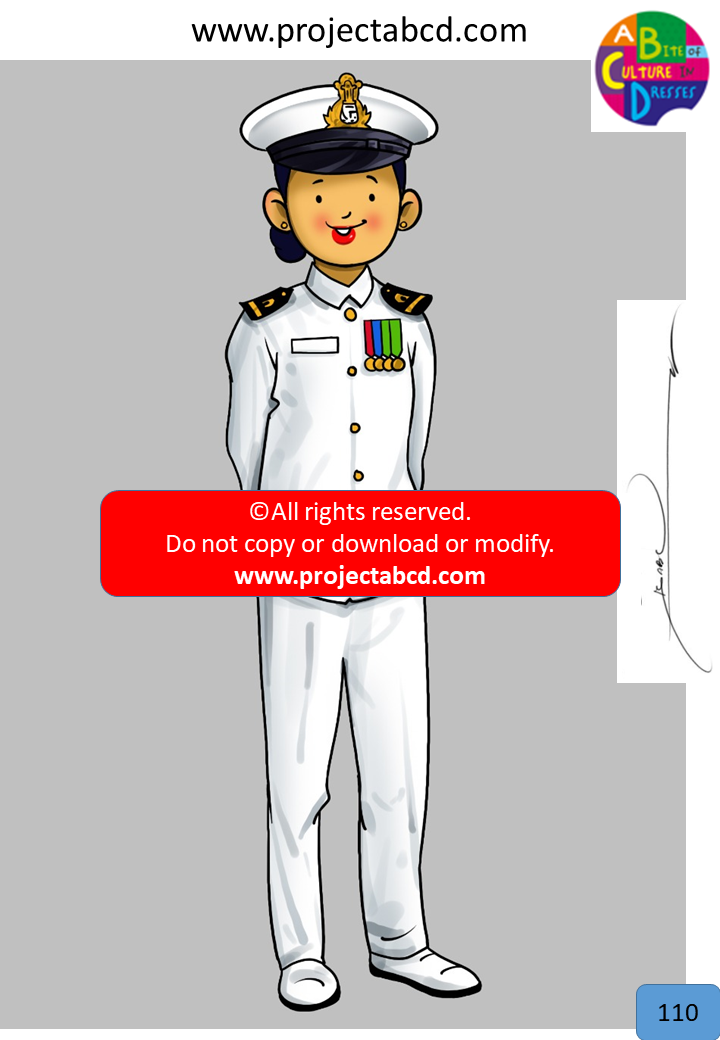 www.projectabcd.com
A BITE OF
CULTURE IN
DRESSES
©All rights reserved.
Do not copy or download or modify.
www.projectabcd.com
110